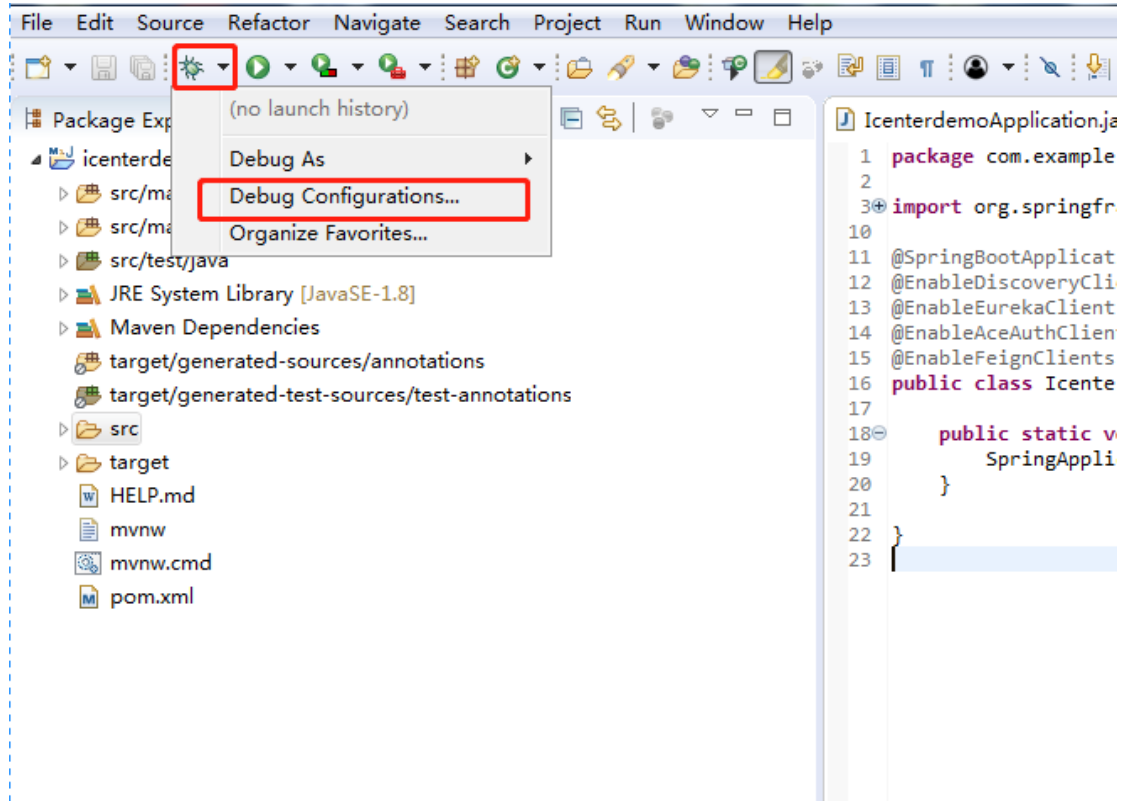 File Edit Source Refactor Navigate Search Project Run Window Help
(no launch history)
Debug As
Debug Configurations...
Organize Favorites...
Package Exp
icenterde
src/ma
src/ma
src/test/java
JRE System Library [JavaSE-1.8]
Maven Dependencies
target/generated-sources/annotations
target/generated-test-sources/test-annotations
src
target
HELP.md
mvnw
mvnw.cmd
pom.xml
IcenterdemoApplication.ja
1 package com.example
2
3 import org.springfra
10
11 @SpringBootApplicat
12 @EnableDiscoveryCli
13 @EnableEurekaClient
14 @EnableAceAuthClien
15 @EnableFeignClients
16 public class Icente
17
18 public static v
19 SpringAppli
20 }
21
22 }
23